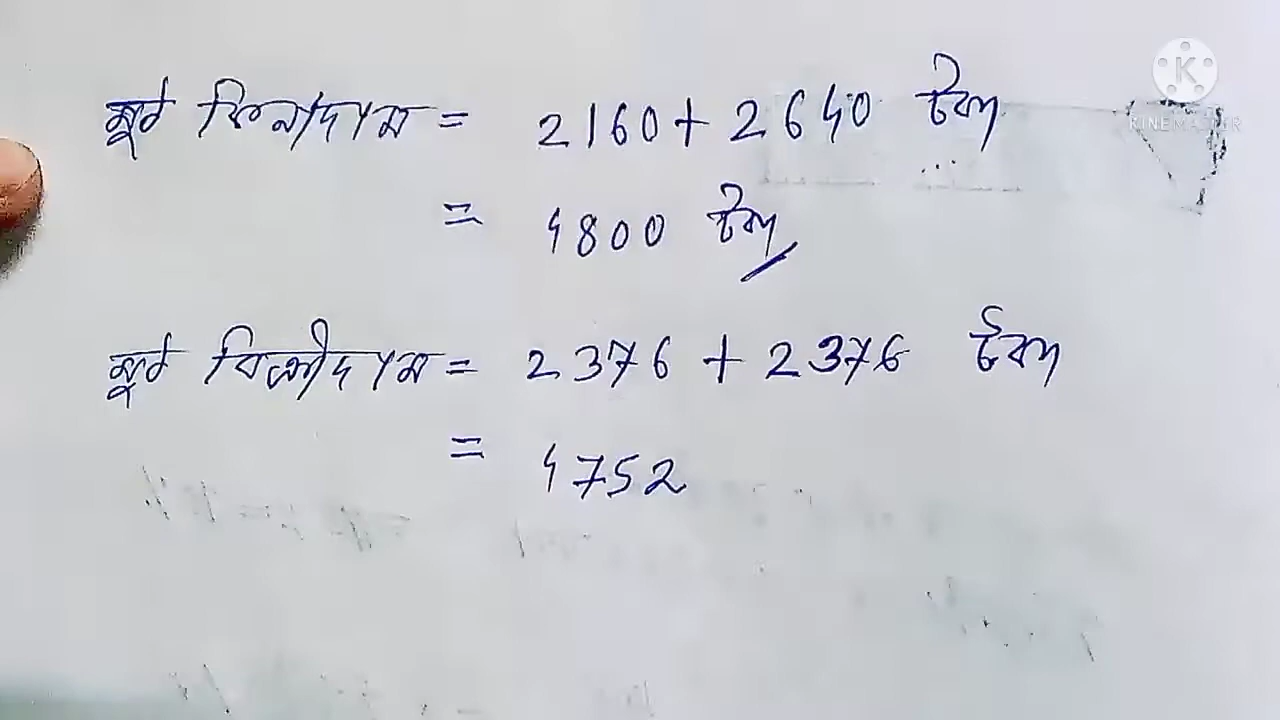 মুঠ কিনাদাম = 2160 + 2640 টকা
= 4800 টকা
মুঠ বিক্ৰীদাম = 2376 + 2376 টকা
= 4752
K
KINEMASTER